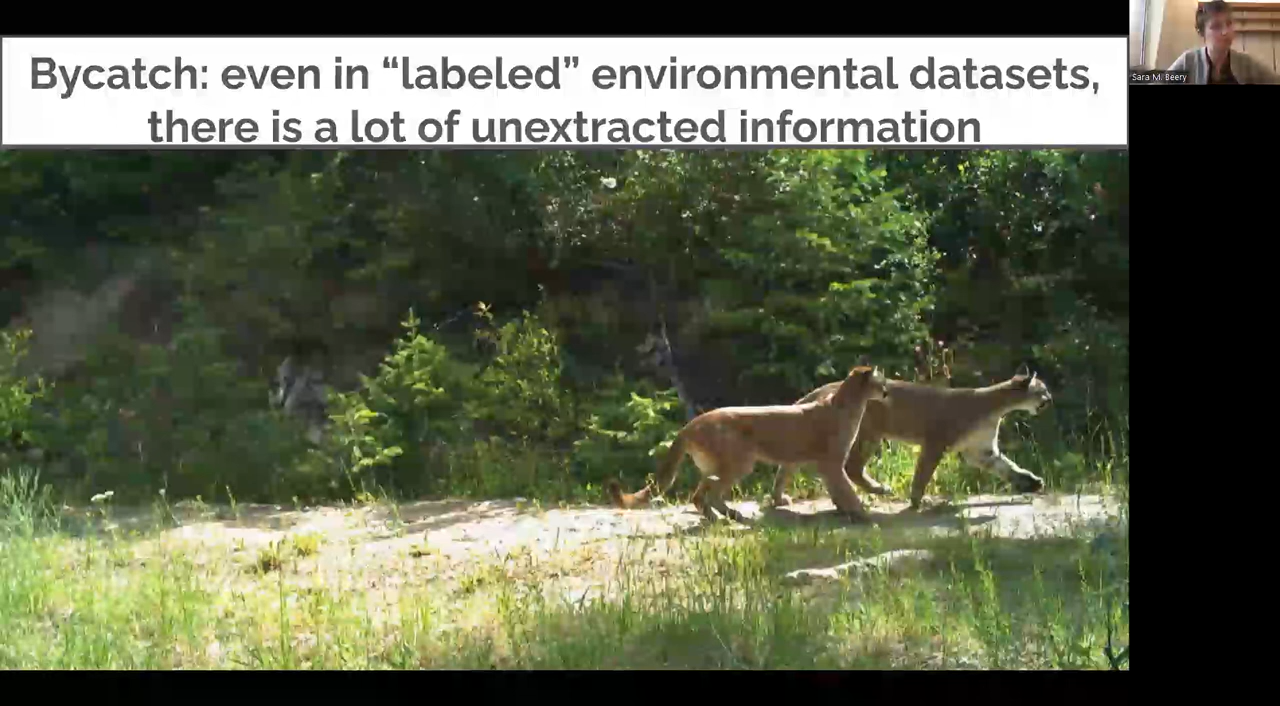 Bycatch: even in “labeled” environmental datasets,
there is a lot of unextracted information
Sara M. Beery